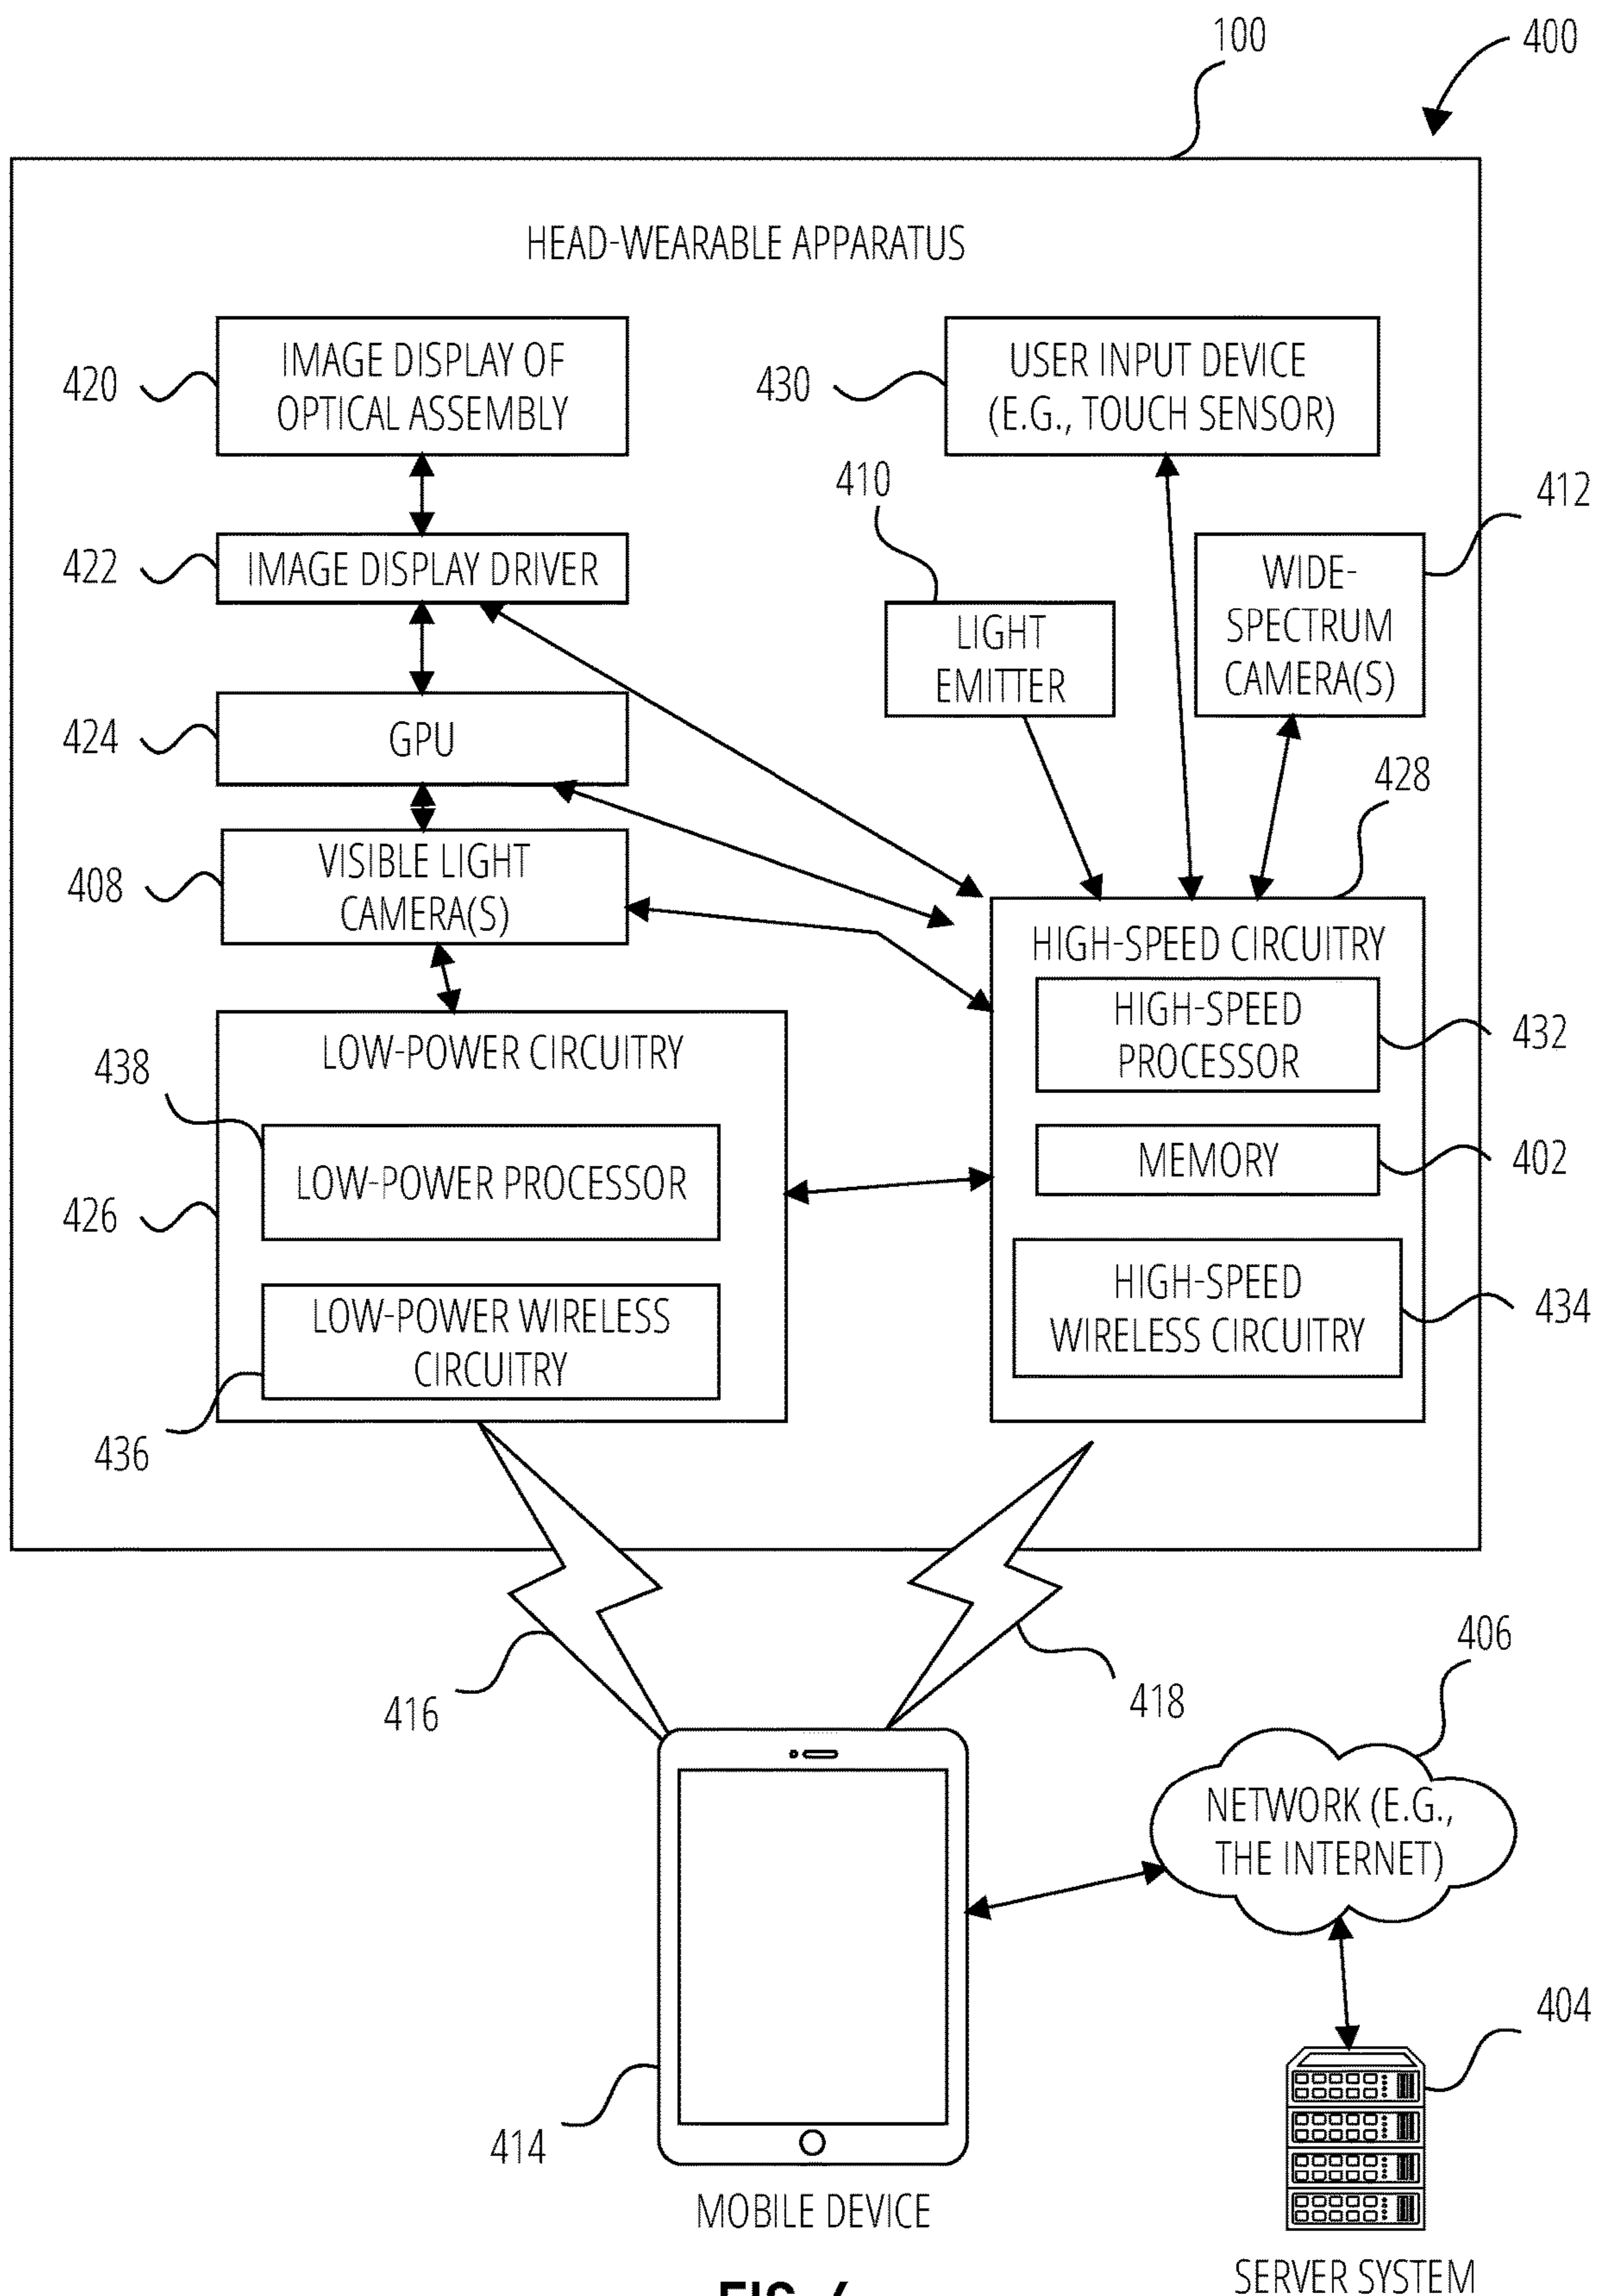 100
400
HEAD-WEARABLE APPARATUS
420
IMAGE DISPLAY OF
OPTICAL ASSEMBLY
430
USER INPUT DEVICE
(E.G., TOUCH SENSOR)
410
412
422
IMAGE DISPLAY DRIVER
LIGHT
EMITTER
WIDE-
SPECTRUM
CAMERA(S)
424
GPU
428
408
VISIBLE LIGHT
CAMERA(S)
HIGH-SPEED CIRCUITRY
HIGH-SPEED
PROCESSOR
432
LOW-POWER CIRCUITRY
438
LOW-POWER PROCESSOR
MEMORY
402
426
LOW-POWER WIRELESS
CIRCUITRY
HIGH-SPEED
WIRELESS CIRCUITRY
434
436
416
418
406
NETWORK (E.G.,
THE INTERNET)
404
414
MOBILE DEVICE
SERVER SYSTEM